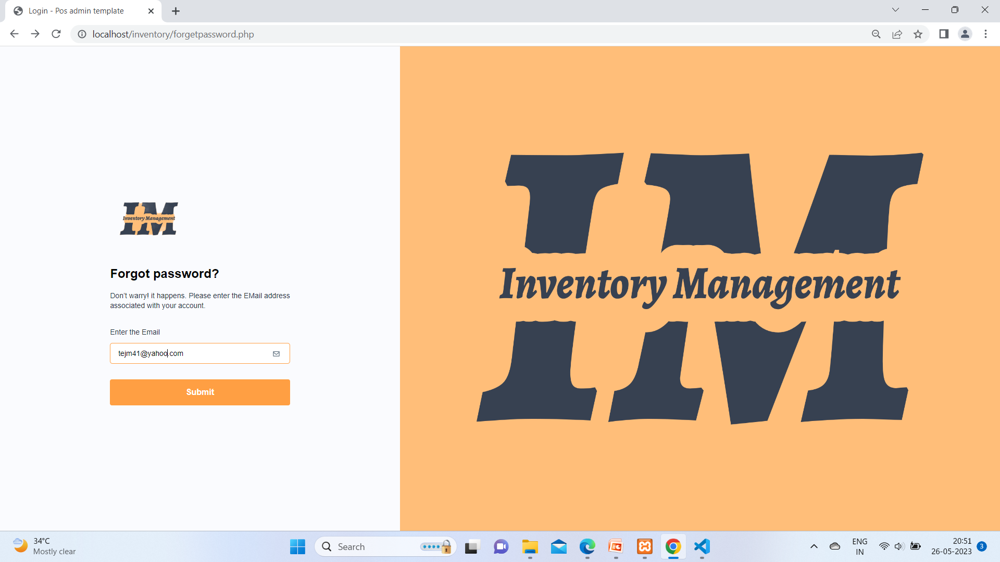 Login - Pos admin template
localhost/inventory/forgetpassword.php
Inventory Management
Forgot password?
Don't warry! it happens. Please enter the EMail address
associated with your account.
Enter the Email
tejm41@yahoo.com
Submit
IM
Inventory Management
34°C
Mostly clear
Search
ENG
IN
20:51
26-05-2023
3